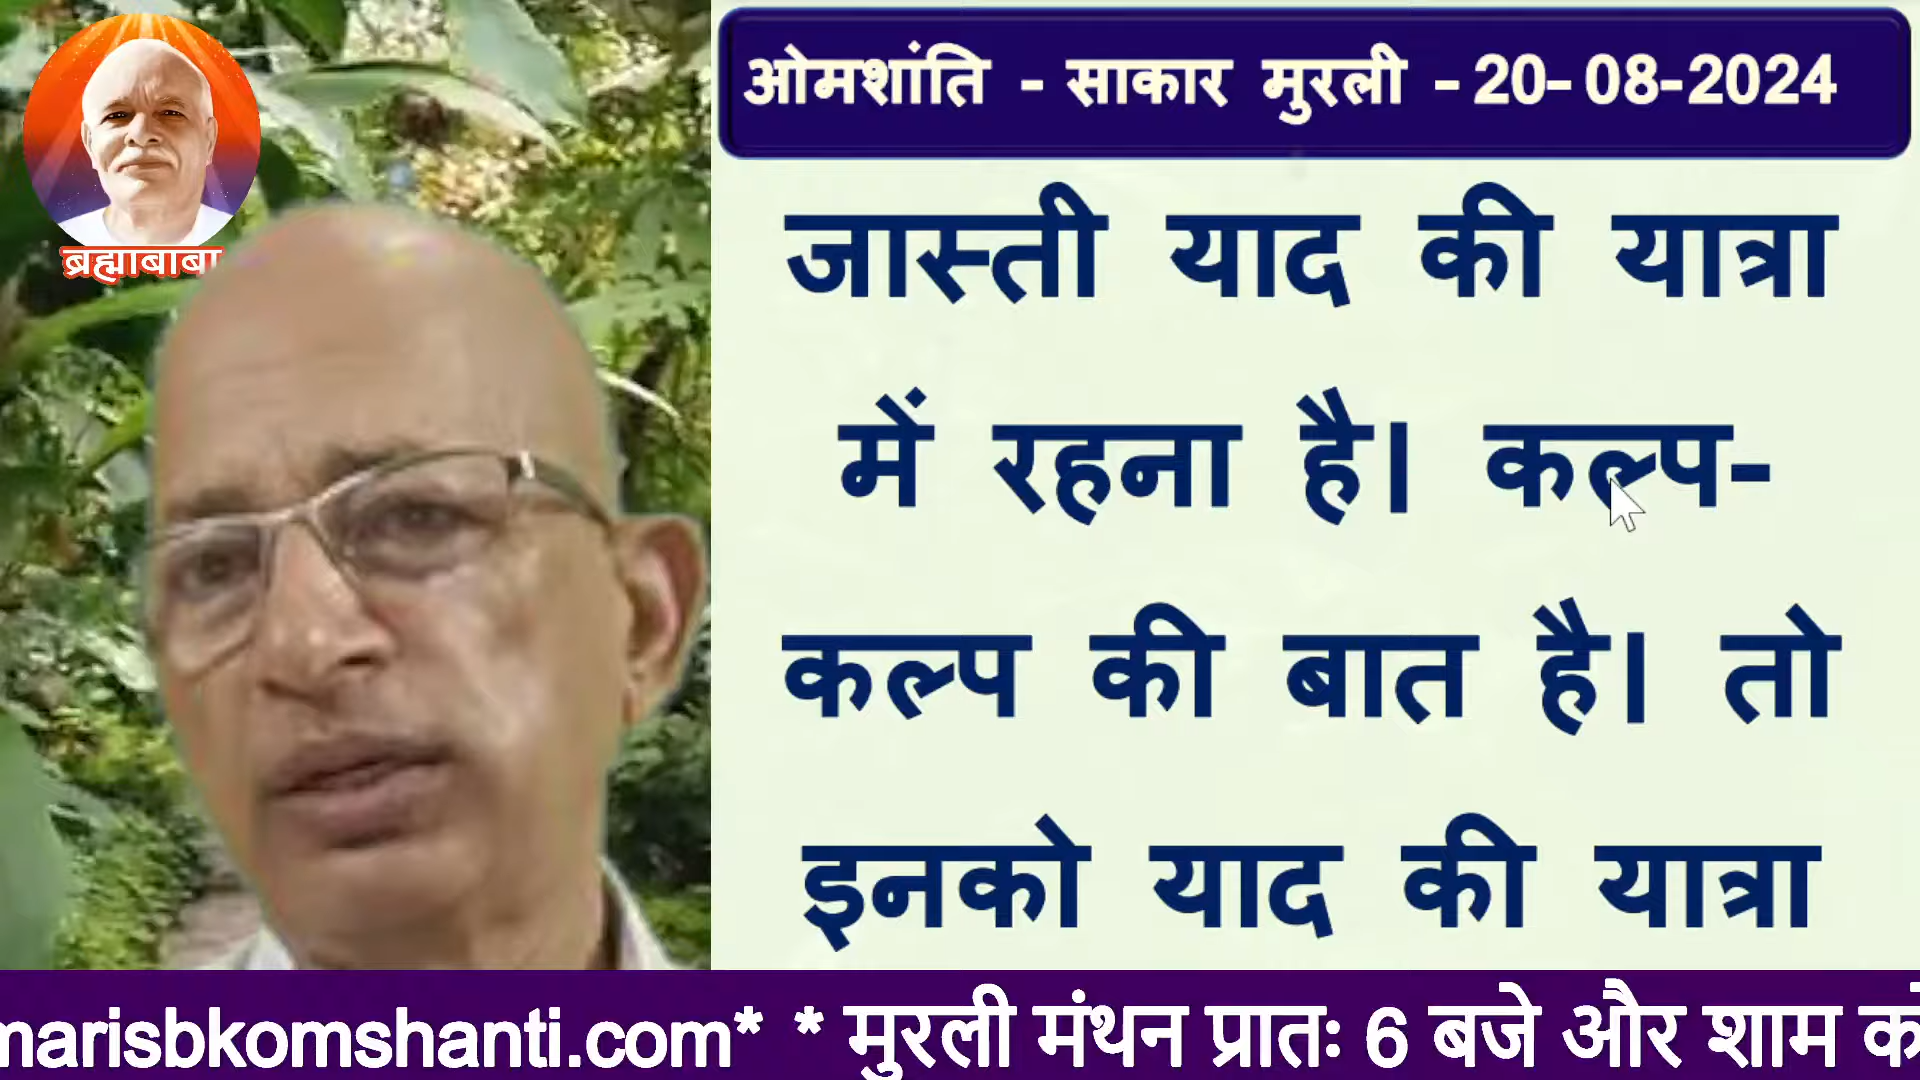 ब्रह्माबाबा
ओमशांति - साकार मुरली - 20- 08-2024
जास्ती याद की यात्रा
में रहना है। कल्प-
कल्प की बात है। तो
इनको याद की यात्रा
marisbkomshanti.com* * मुरली मंथन प्रातः 6 बजे और शाम को